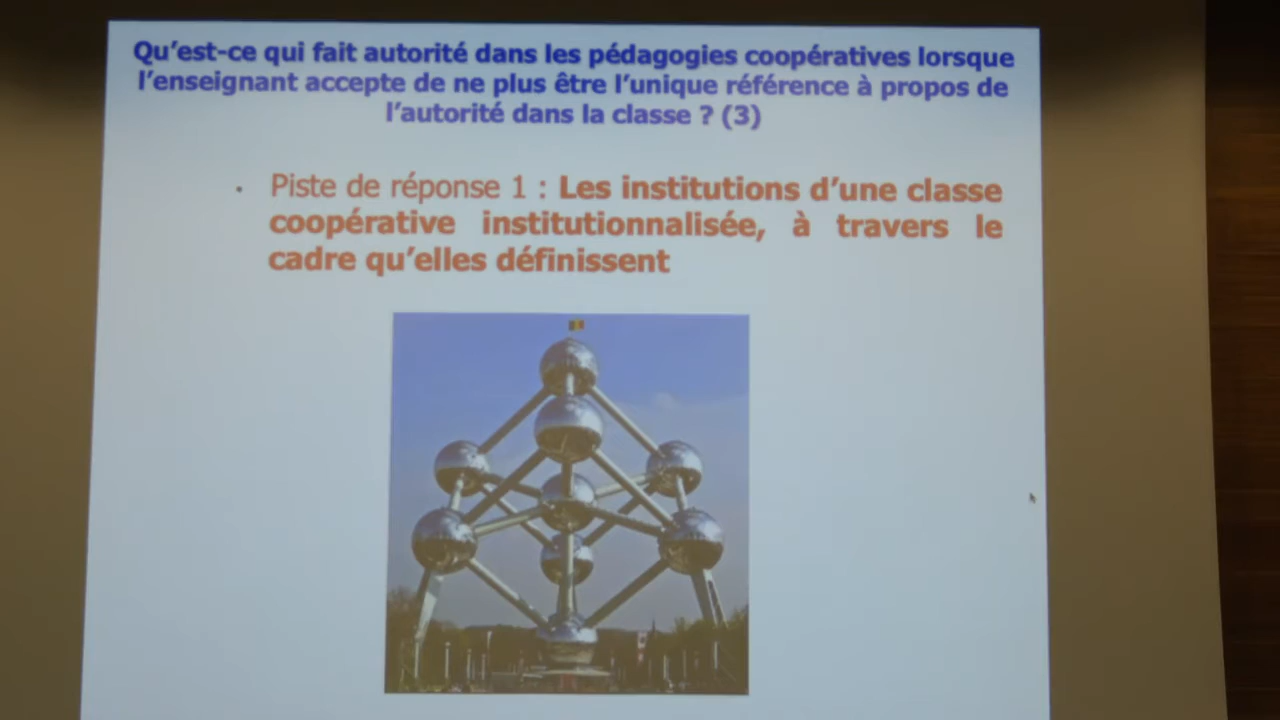 Qu'est-ce qui fait autorité dans les pédagogies coopératives lorsque
l'enseignant accepte de ne plus être l'unique référence à propos de
l'autorité dans la classe ? (3)
• Piste de réponse 1 : Les institutions d'une classe
coopérative institutionnalisée, à travers le
cadre qu'elles définissent